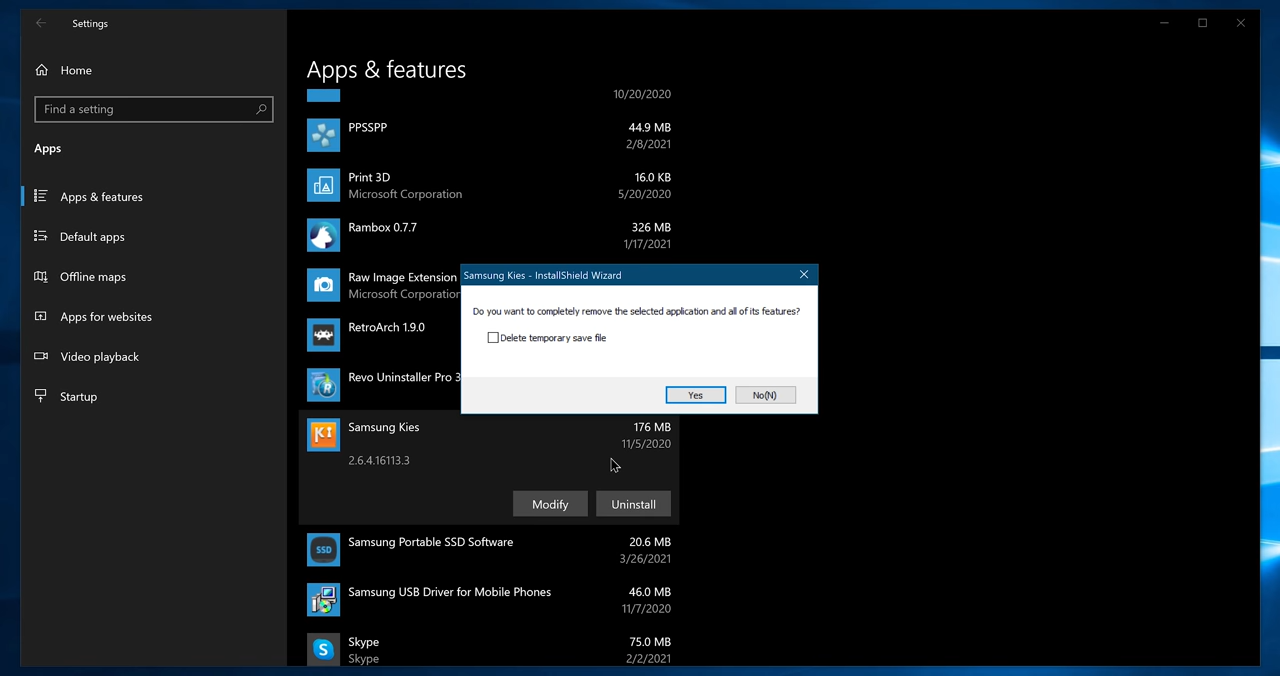 Settings
Home
Find a setting
Apps
Apps & features
Default apps
Offline maps
Apps for websites
Video playback
Startup
Apps & features
10/20/2020
PPSSPP 44.9 MB
2/8/2021
Print 3D 16.0 KB
Microsoft Corporation 5/20/2020
Rambox 0.7.7 326 MB
1/17/2021
Raw Image Extension
Microsoft Corporation
RetroArch 1.9.0
Revo Uninstaller Pro 3
Samsung Kies - InstallShield Wizard
Do you want to completely remove the selected application and all of its features?
Delete temporary save file
Yes No(N)
KI
Samsung Kies 176 MB
11/5/2020
2.6.4.16113.3
Modify Uninstall
SSD
Samsung Portable SSD Software 20.6 MB
3/26/2021
Samsung USB Driver for Mobile Phones 46.0 MB
11/7/2020
S
Skype 75.0 MB
Skype 2/2/2021